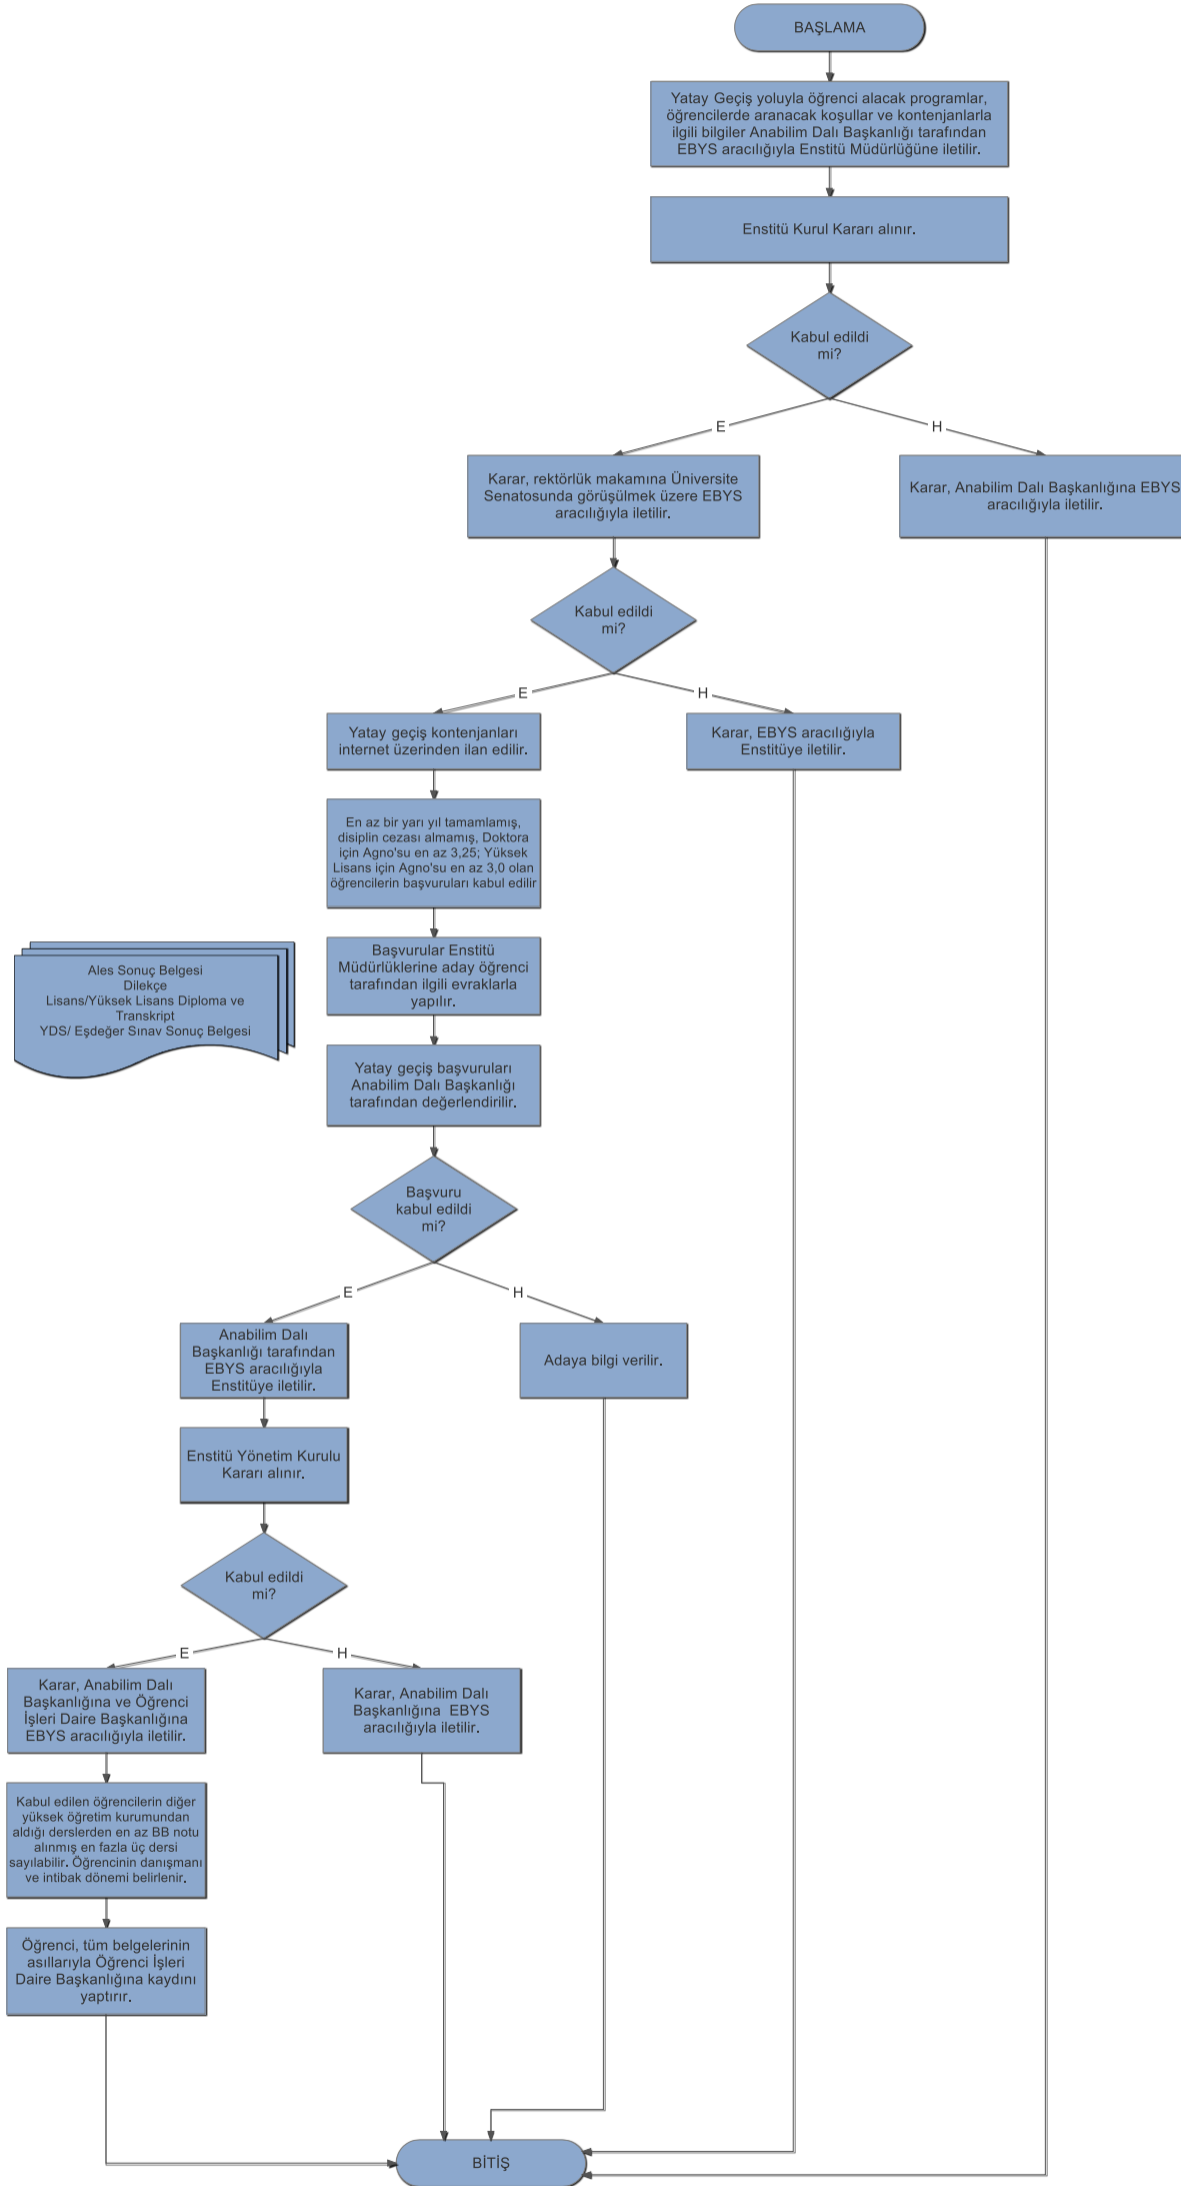 BAŞLAMA
Yatay Geçiş yoluyla öğrenci alacak programlar,
öğrencilerde aranacak koşullar ve kontenjanlarla
ilgili bilgiler Anabilim Dalı Başkanlığı tarafından
EBYS aracılığıyla Enstitü Müdürlüğüne iletilir.
Enstitü Kurul Kararı alınır.
Kabul edildi
mi?
E
H
Karar, rektörlük makamına Üniversite
Senatosunda görüşülmek üzere EBYS
aracılığıyla iletilir.
Karar, Anabilim Dalı Başkanlığına EBYS
aracılığıyla iletilir.
Kabul edildi
mi?
E
H
Yatay geçiş kontenjanları
internet üzerinden ilan edilir.
Karar, EBYS aracılığıyla
Enstitüye iletilir.
En az bir yarı yıl tamamlamış,
disiplin cezası almamış, Doktora
için Agno'su en az 3,25; Yüksek
Lisans için Agno'su en az 3,0 olan
öğrencilerin başvuruları kabul edilir
Başvurular Enstitü
Müdürlüklerine aday öğrenci
tarafından ilgili evraklarla
yapılır.
Ales Sonuç Belgesi
Dilekçe
Lisans/Yüksek Lisans Diploma ve
Transkript
YDS/ Eşdeğer Sınav Sonuç Belgesi
Yatay geçiş başvuruları
Anabilim Dalı Başkanlığı
tarafından değerlendirilir.
Başvuru
kabul edildi
mi?
E
H
Anabilim Dalı
Başkanlığı tarafından
EBYS aracılığıyla
Enstitüye iletilir.
Adaya bilgi verilir.
Enstitü Yönetim Kurulu
Kararı alınır.
Kabul edildi
mi?
E
H
Karar, Anabilim Dalı
Başkanlığına ve Öğrenci
İşleri Daire Başkanlığına
EBYS aracılığıyla iletilir.
Karar, Anabilim Dalı
Başkanlığına  EBYS
aracılığıyla iletilir.
Kabul edilen öğrencilerin diğer
yüksek öğretim kurumundan
aldığı derslerden en az BB notu
alınmış en fazla üç dersi
sayılabilir. Öğrencinin danışmanı
ve intibak dönemi belirlenir.
Öğrenci, tüm belgelerinin
asıllarıyla Öğrenci İşleri
Daire Başkanlığına kaydını
yaptırır.
BİTİŞ